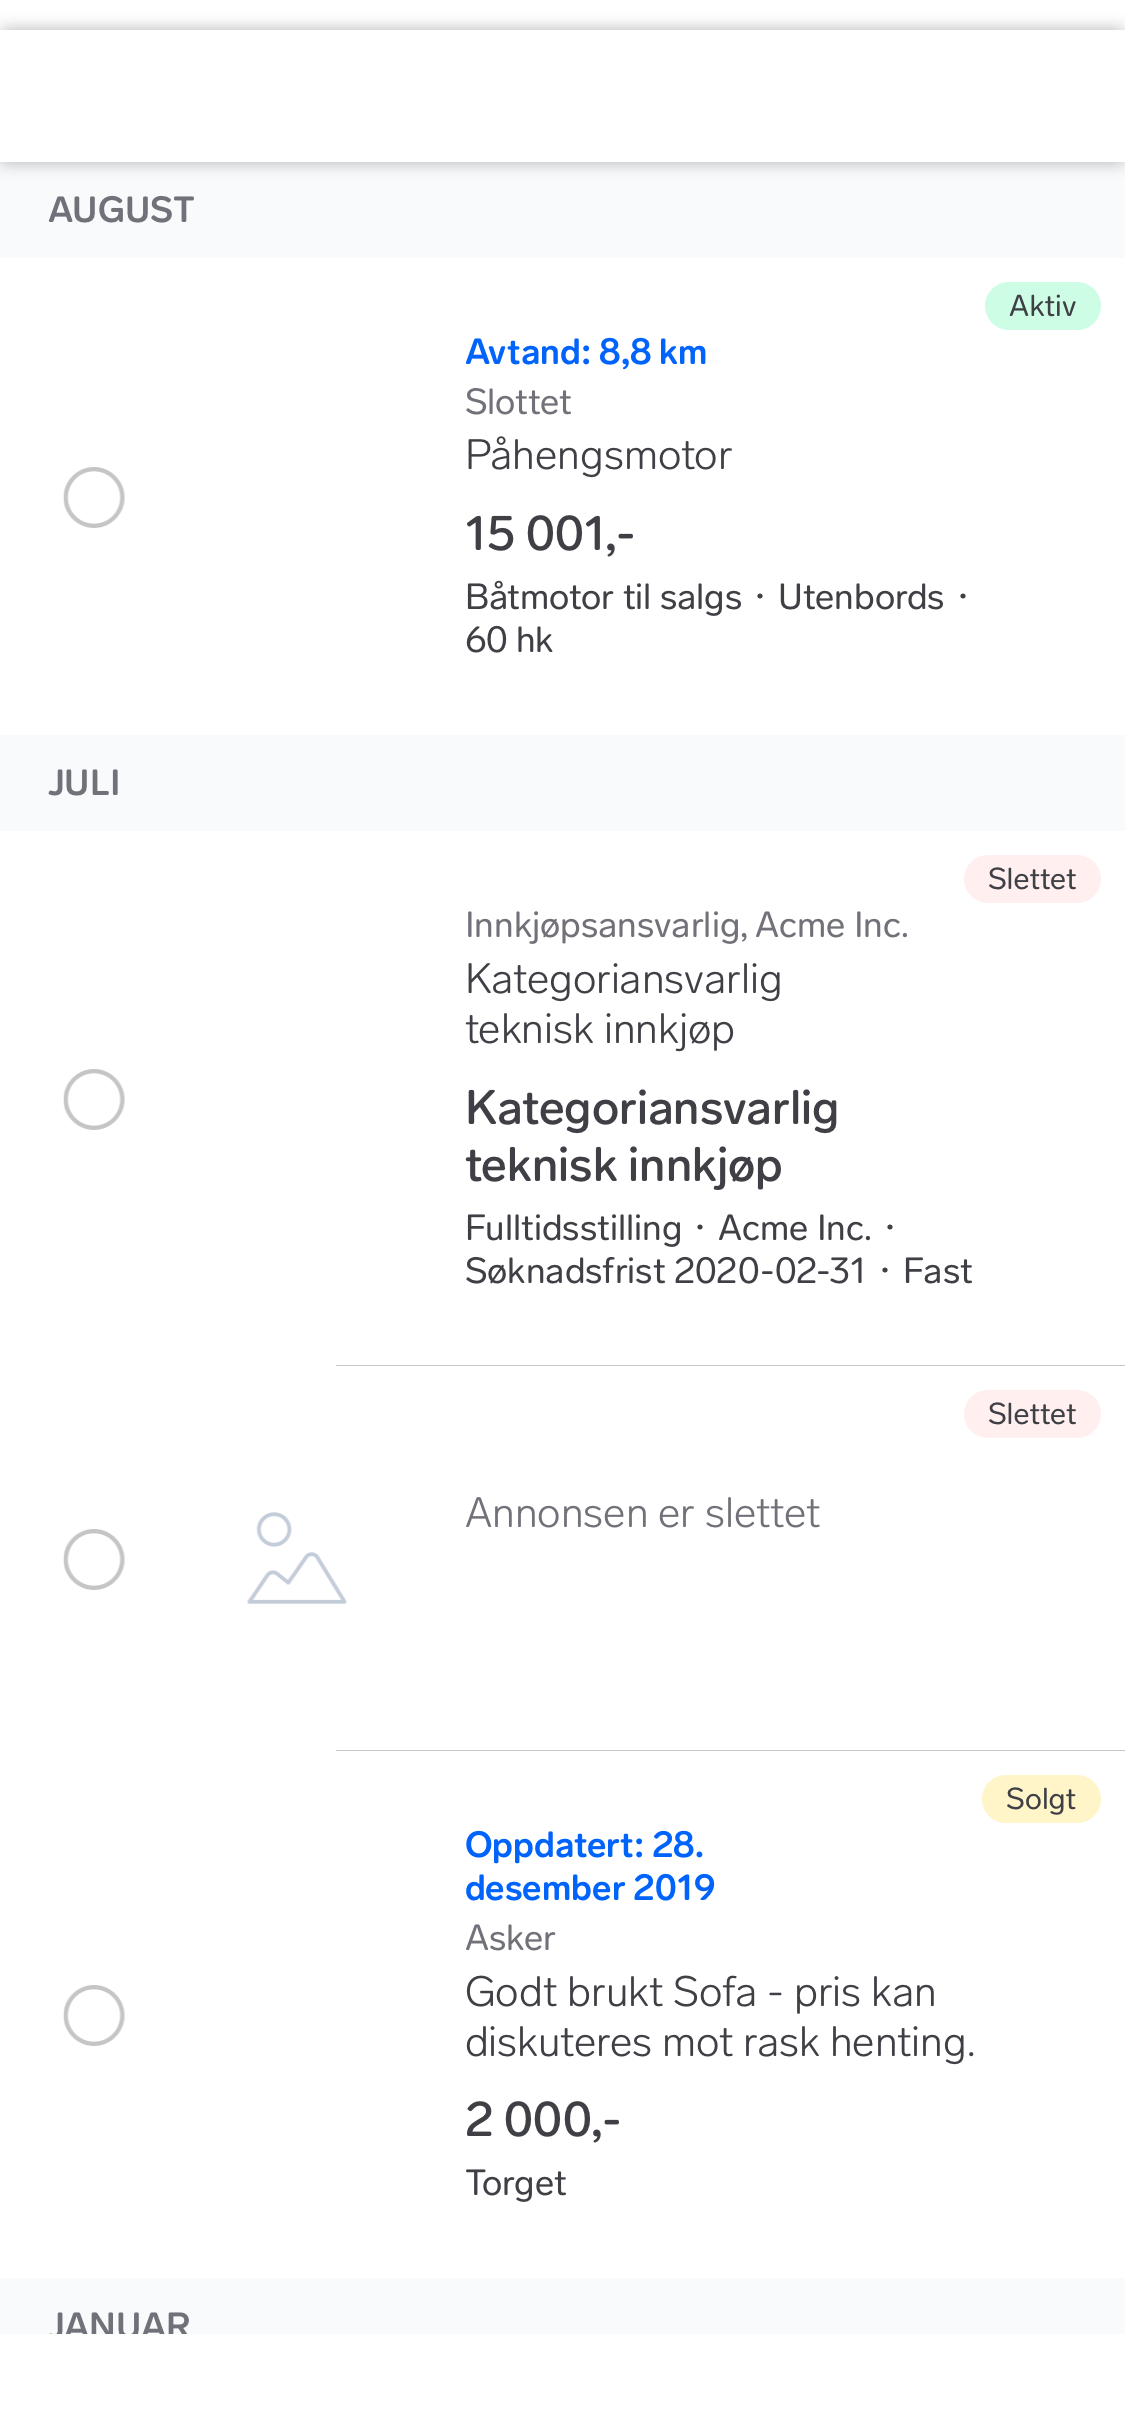 AUGUST
Aktiv
Avtand: 8,8 km
Slottet
Påhengsmotor
15 001,-
Båtmotor til salgs · Utenbords ·
60 hk
JULI
Slettet
Innkjøpsansvarlig, Acme Inc.
Kategoriansvarlig
teknisk innkjøp
Kategoriansvarlig
teknisk innkjøp
Fulltidsstilling · Acme Inc. ·
Søknadsfrist 2020-02-31 · Fast
Slettet
Annonsen er slettet
Solgt
Oppdatert: 28.
desember 2019
Asker
Godt brukt Sofa - pris kan
diskuteres mot rask henting.
2 000,-
Torget
JANUAR